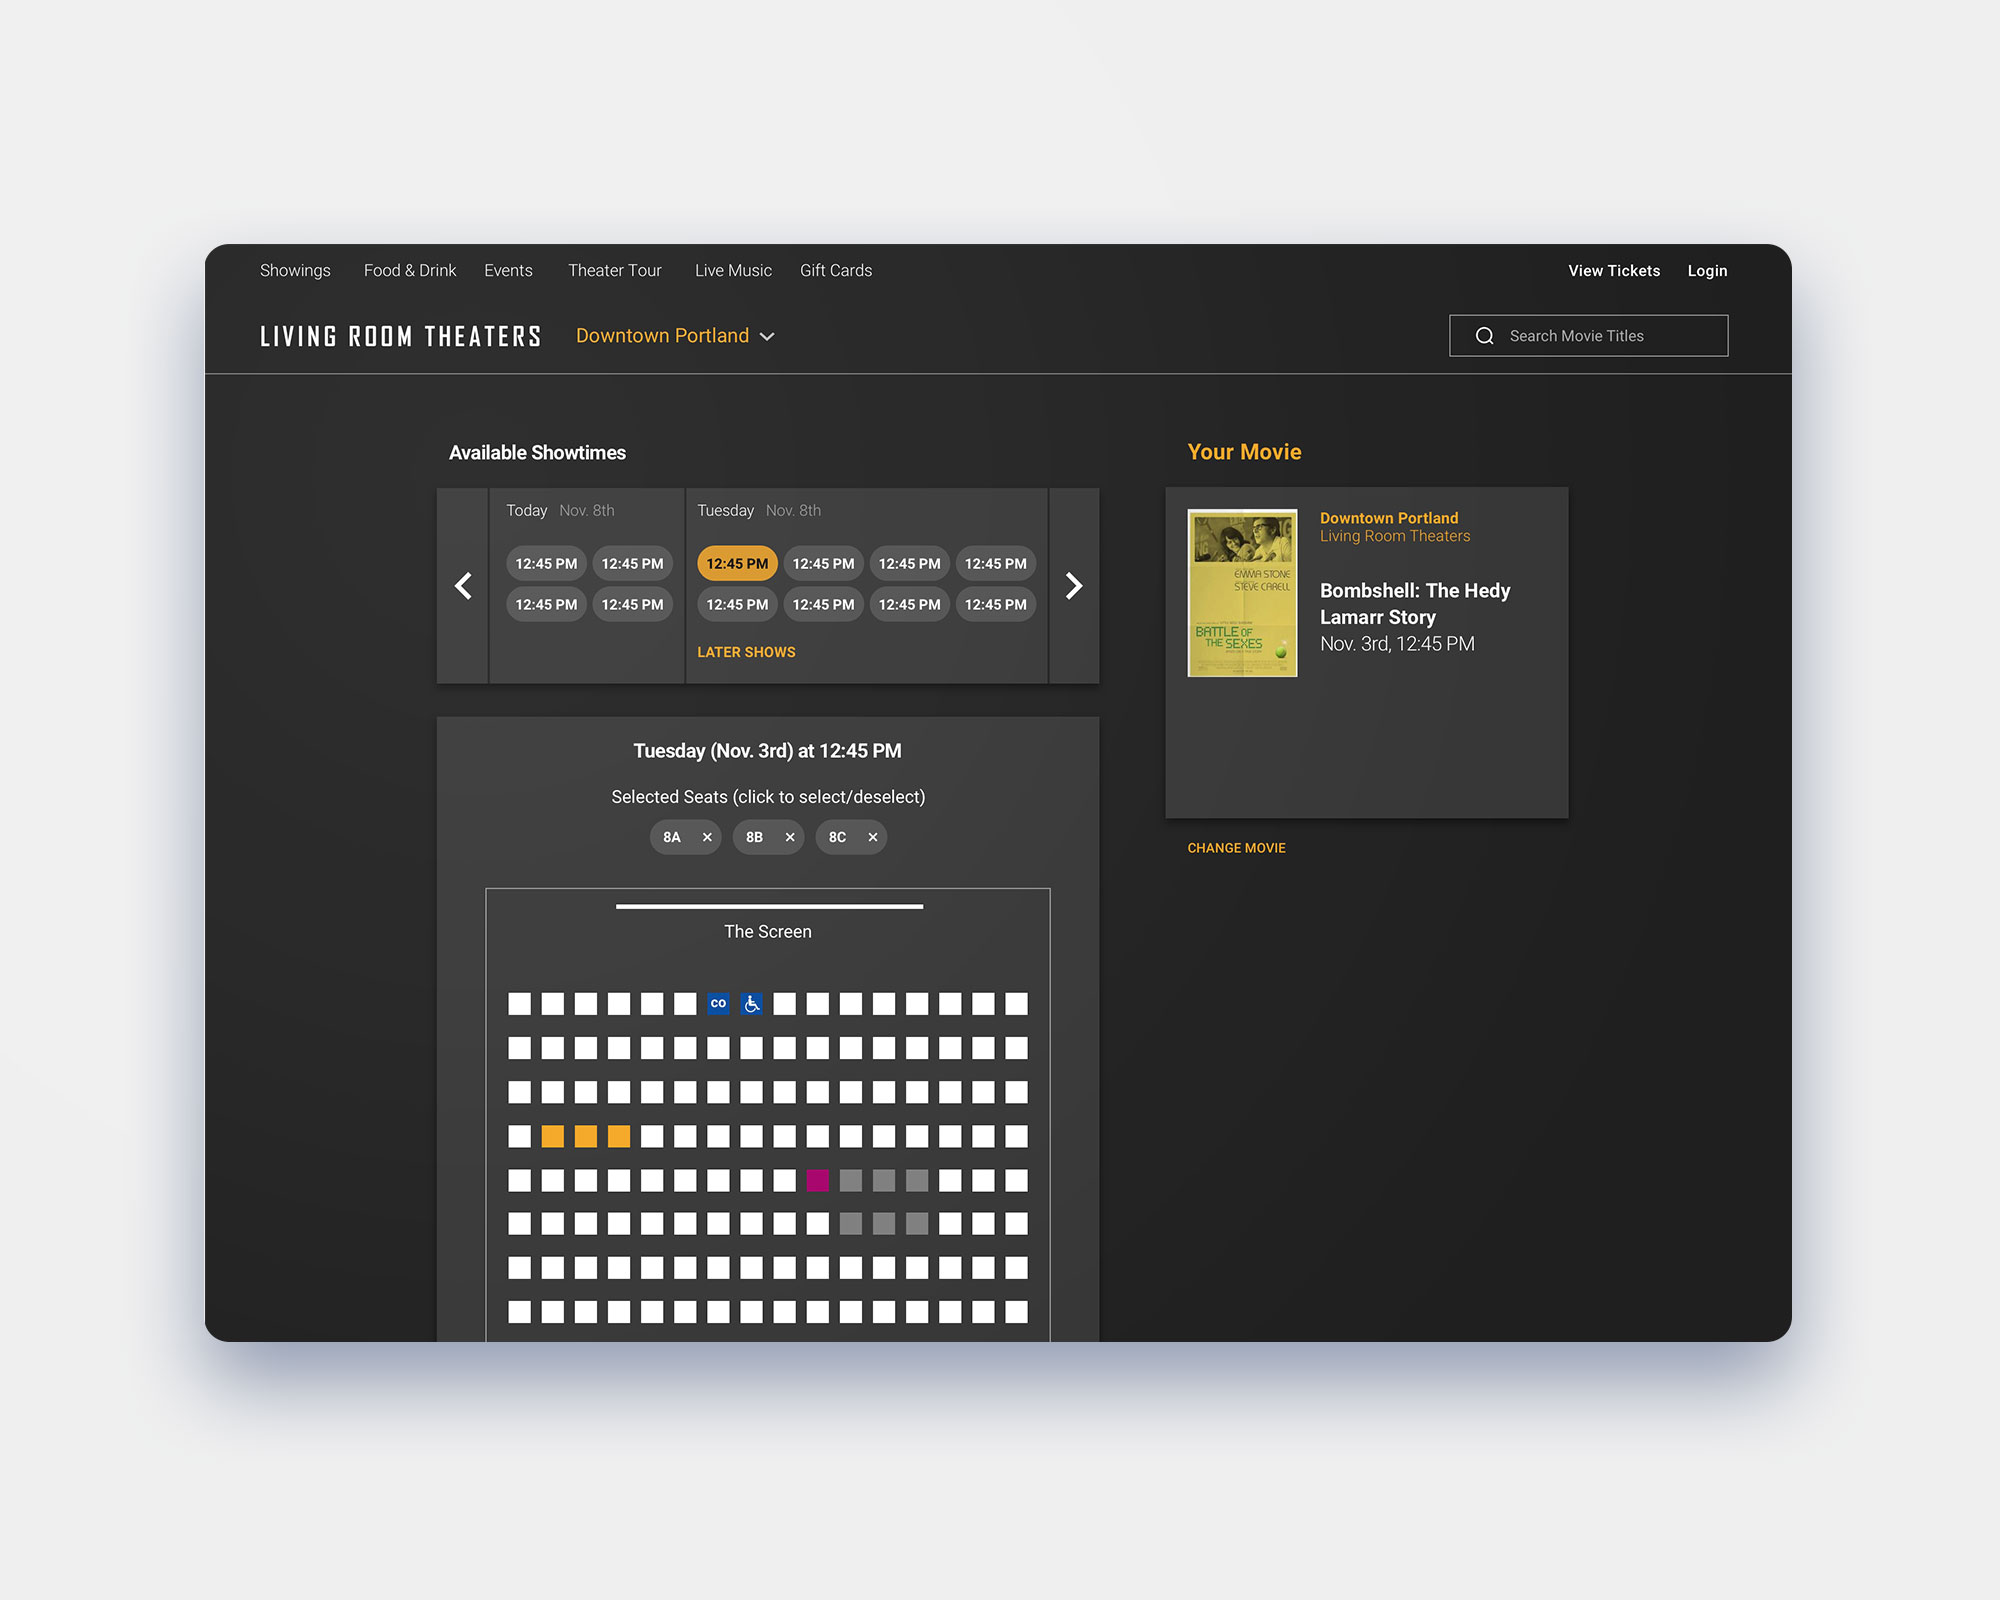 Showings Food & Drink Events Theater Tour Live Music Gift Cards View Tickets Login
LIVING ROOM THEATERS Downtown Portland Search Movie Titles
Available Showtimes
Today Nov. 8th
12:45 PM 12:45 PM
12:45 PM 12:45 PM
Tuesday Nov. 8th
12:45 PM 12:45 PM 12:45 PM 12:45 PM
12:45 PM 12:45 PM 12:45 PM 12:45 PM
LATER SHOWS
Your Movie
EMMA STONE
STEVE CARELL
BATTLE OF
THE SEXES
Downtown Portland
Living Room Theaters
Bombshell: The Hedy
Lamarr Story
Nov. 3rd, 12:45 PM
CHANGE MOVIE
Tuesday (Nov. 3rd) at 12:45 PM
Selected Seats (click to select/deselect)
8A × 8B × 8C ×
The Screen
CO